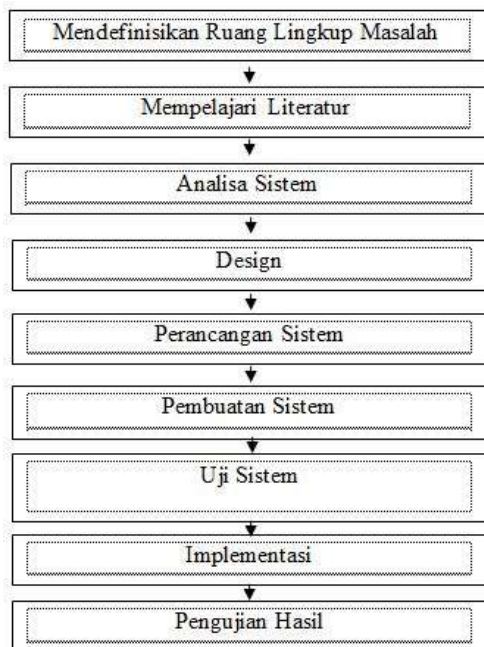 Mendefinisikan Ruang Lingkup Masalah
Mempelajari Literatur
Analisa Sistem
Design
Perancangan Sistem
Pembuatan Sistem
Uji Sistem
Implementasi
Pengujian Hasil